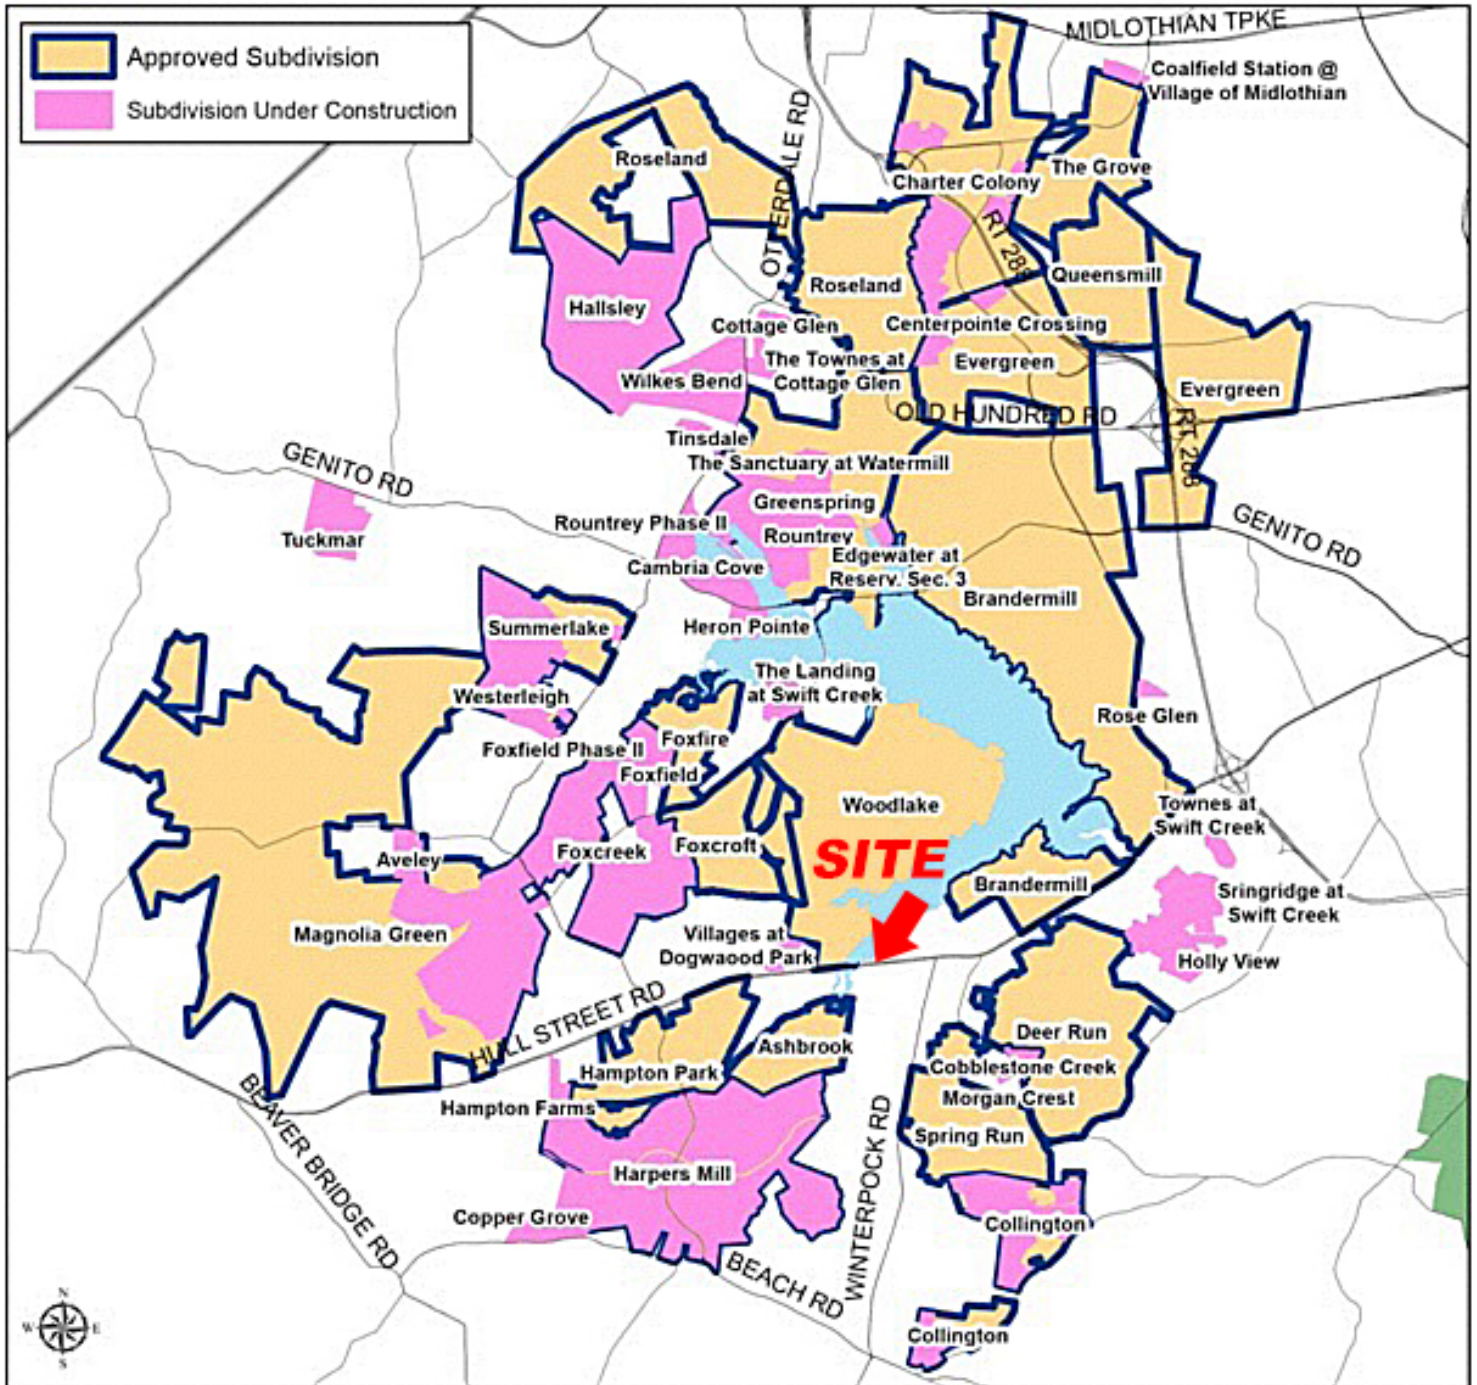 Approved Subdivision
Subdivision Under Construction
MIDLOTHIAN TPKE
Coalfield Station @
Village of Midlothian
OTTERDALE RD
Roseland
The Grove
Charter Colony
RT 288
Queensmill
Roseland
Hallsley
Cottage Glen
Centerpointe Crossing
The Townes at
Cottage Glen
Evergreen
Wilkes Bend
Evergreen
OLD HUNDRED RD
RT 288
Tinsdale
The Sanctuary at Watermill
GENITO RD
Greenspring
Rountrey Phase II
Rountrey
GENITO RD
Tuckmar
Edgewater at
Reserv. Sec. 3
Cambria Cove
Brandermill
Summerlake
Heron Pointe
The Landing
at Swift Creek
Westerleigh
Rose Glen
Foxfire
Foxfield Phase II
Foxfield
Woodlake
Townes at
Swift Creek
SITE
Foxcroft
Foxcreek
Aveley
Brandermill
Sringridge at
Swift Creek
Magnolia Green
Villages at
Dogwaood Park
Holly View
HULL STREET RD
Deer Run
Ashbrook
Cobblestone Creek
Hampton Park
Morgan Crest
Hampton Farms
Spring Run
BEAVER BRIDGE RD
Harpers Mill
WINTERPOCK RD
Copper Grove
Collington
BEACH RD
Collington
N
W
E
S